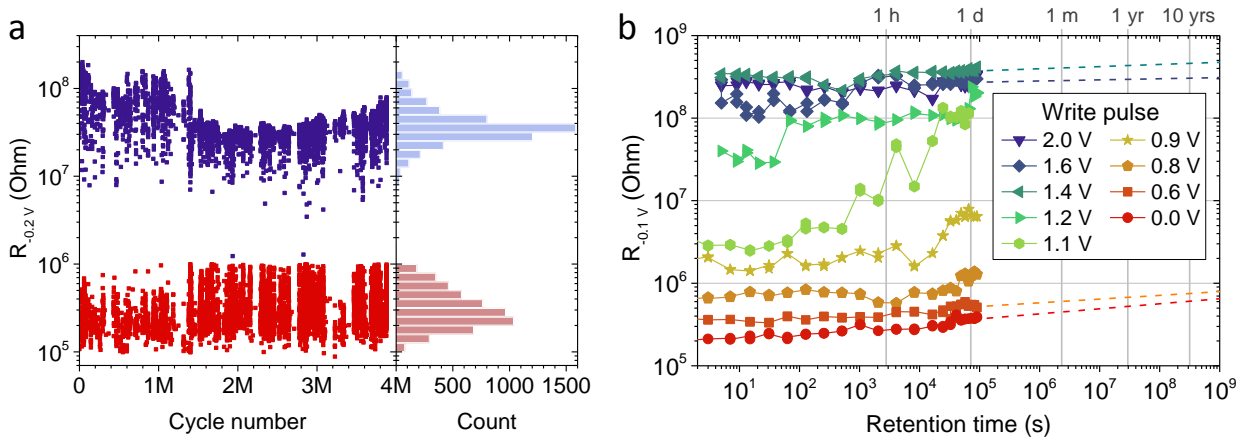 a
10^8
10^7
10^6
10^5
R_-0.2 V (Ohm)
0 1M 2M 3M 4M
Cycle number
500 1000 1500
Count
b
1 h 1 d 1 m 1 yr 10 yrs
10^9
10^8
10^7
10^6
10^5
R_-0.1 V (Ohm)
Write pulse
2.0 V 0.9 V
1.6 V 0.8 V
1.4 V 0.6 V
1.2 V 0.0 V
1.1 V
10^1 10^2 10^3 10^4 10^5 10^6 10^7 10^8 10^9
Retention time (s)